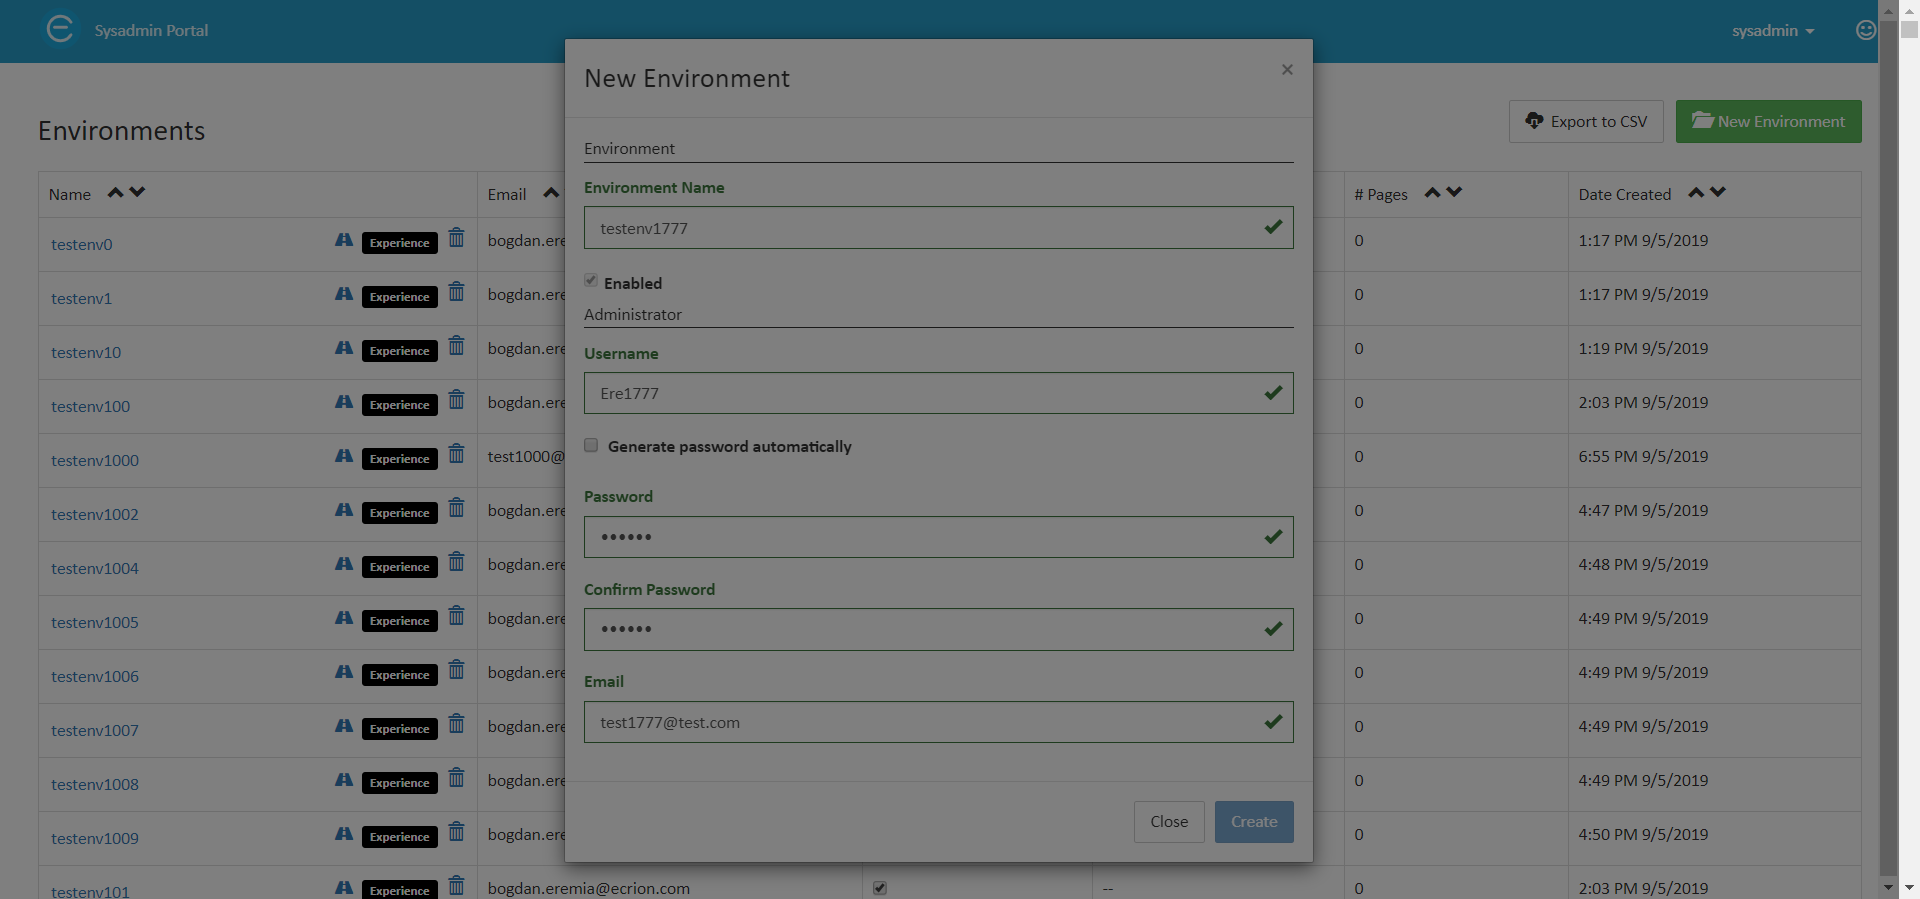 Sysadmin Portal
sysadmin
New Environment
×
Environments
Export to CSV
New Environment
Environment
Environment Name
testenv1777
Enabled
Administrator
Username
Ere1777
Generate password automatically
Password
••••••
Confirm Password
••••••
Email
test1777@test.com
Close
Create
Name
Email
# Pages
Date Created
testenv0 Experience bogdan.ere 0 1:17 PM 9/5/2019
testenv1 Experience bogdan.ere 0 1:17 PM 9/5/2019
testenv10 Experience bogdan.ere 0 1:19 PM 9/5/2019
testenv100 Experience bogdan.ere 0 2:03 PM 9/5/2019
testenv1000 Experience test1000@ 0 6:55 PM 9/5/2019
testenv1002 Experience bogdan.ere 0 4:47 PM 9/5/2019
testenv1004 Experience bogdan.ere 0 4:48 PM 9/5/2019
testenv1005 Experience bogdan.ere 0 4:49 PM 9/5/2019
testenv1006 Experience bogdan.ere 0 4:49 PM 9/5/2019
testenv1007 Experience bogdan.ere 0 4:49 PM 9/5/2019
testenv1008 Experience bogdan.ere 0 4:49 PM 9/5/2019
testenv1009 Experience bogdan.ere 0 4:50 PM 9/5/2019
testenv101 Experience bogdan.eremia@ecrion.com -- 0 2:03 PM 9/5/2019